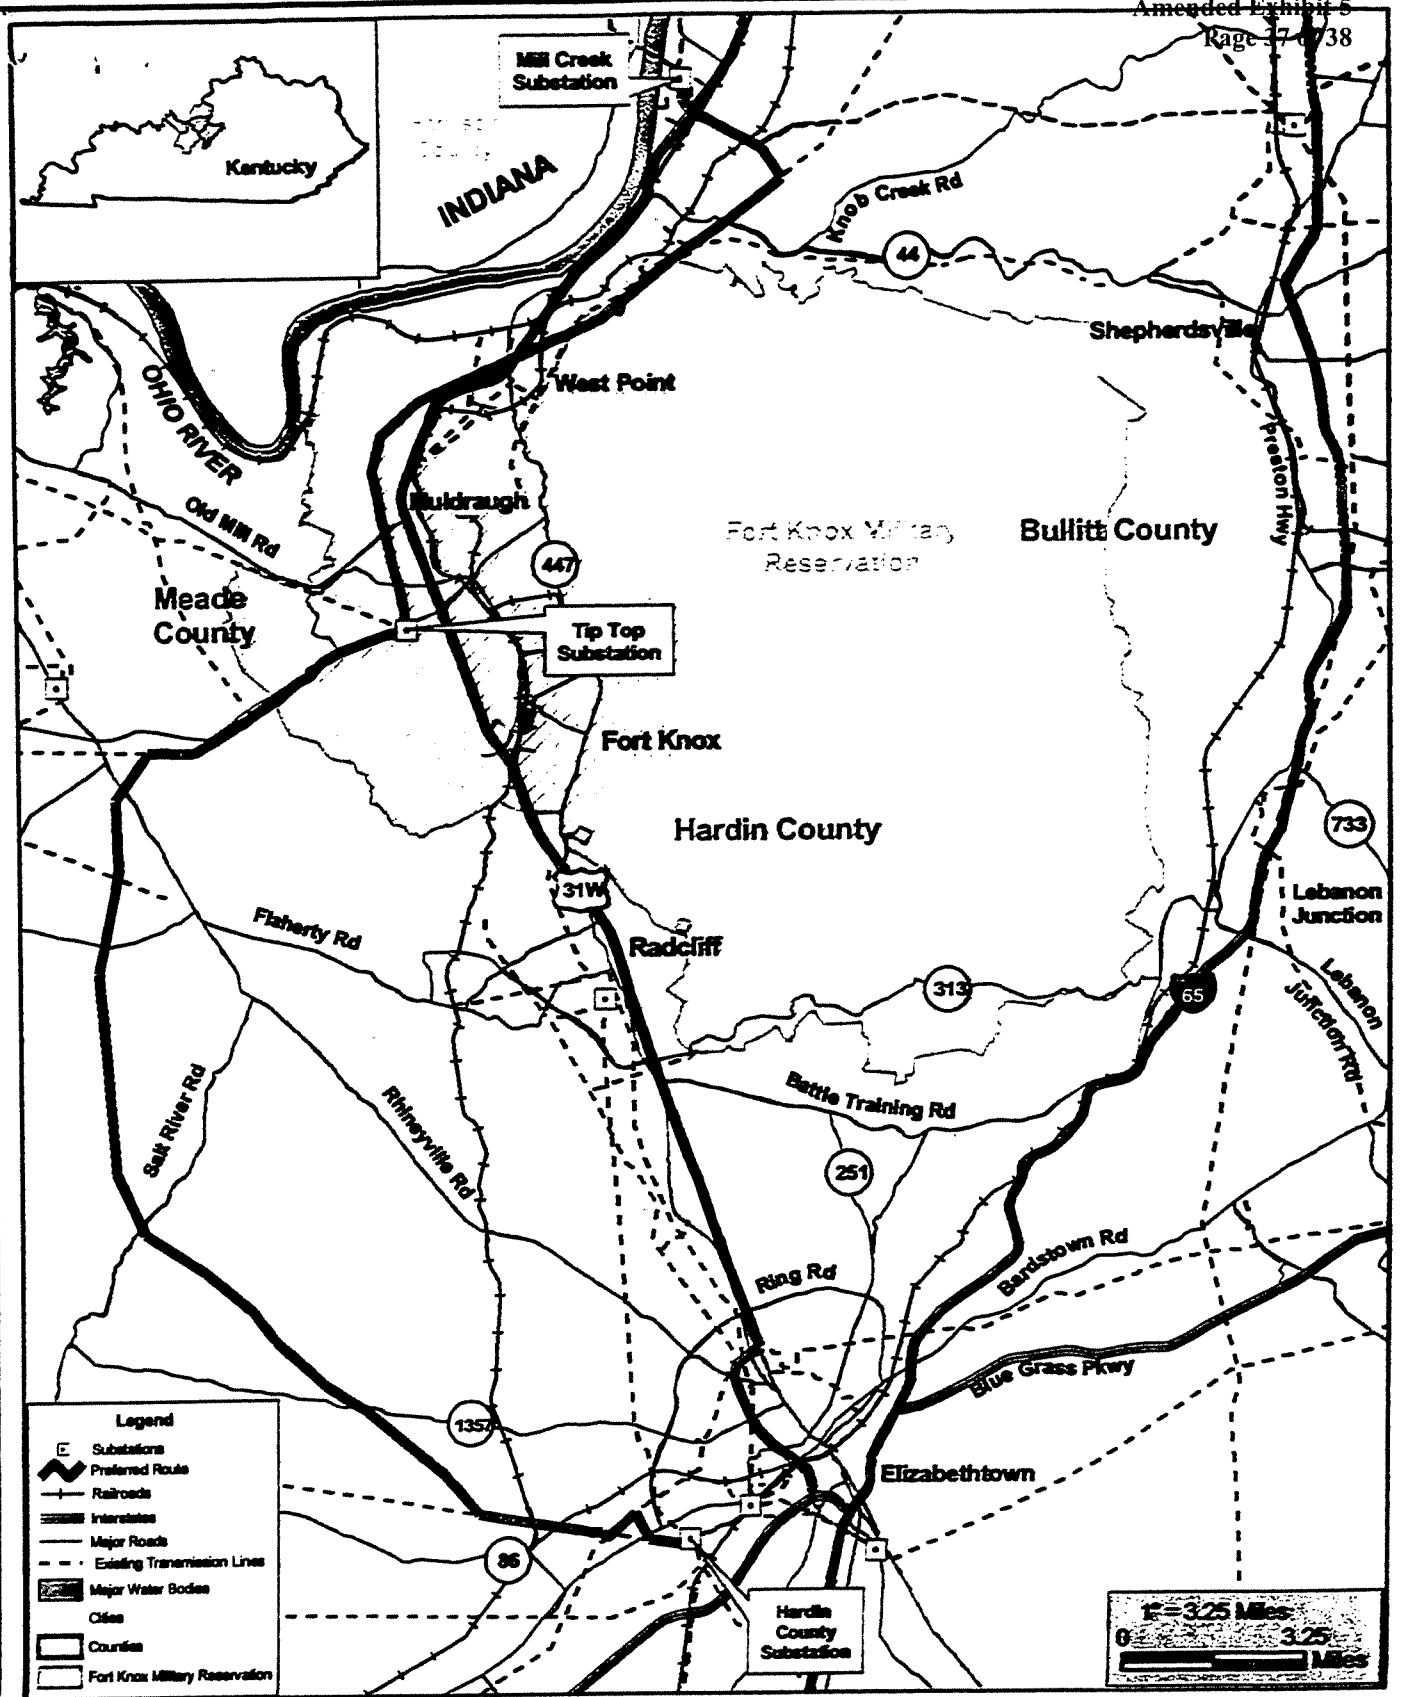 Amended Exhibit 5
Page 37 of 38
Mill Creek
Substation
Kentucky
INDIANA
Knob Creek Rd
44
Shepherdsville
OHIO RIVER
West Point
Preston Hwy
Muldraugh
Old Mill Rd
Fort Knox Military
Reservation
Bullitt County
447
Meade
County
Tip Top
Substation
Fort Knox
Hardin County
733
31W
Lebanon
Junction
Flaherty Rd
Radcliff
313
65
Lebanon
Junction Rd
Salt River Rd
Rhineyville Rd
Battle Training Rd
251
Ring Rd
Bardstown Rd
Blue Grass Pkwy
1357
Elizabethtown
86
Hardin
County
Substation
Legend
Substations
Preferred Route
Railroads
Interstates
Major Roads
Existing Transmission Lines
Major Water Bodies
Cities
Counties
Fort Knox Military Reservation
1" = 3.25 Miles
0 3.25
Miles